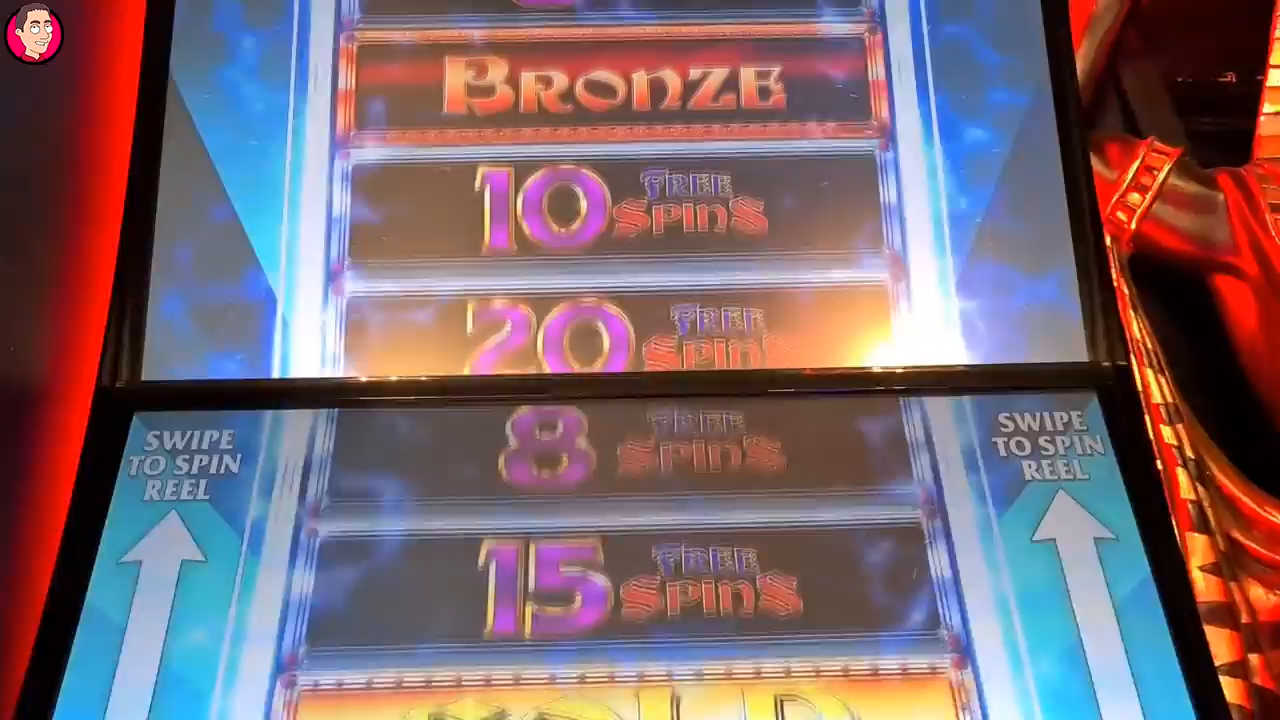 BRONZE
10 FREE SPINS
20 FREE SPINS
8 FREE SPINS
SWIPE TO SPIN REEL
SWIPE TO SPIN REEL
15 FREE SPINS
GOLD